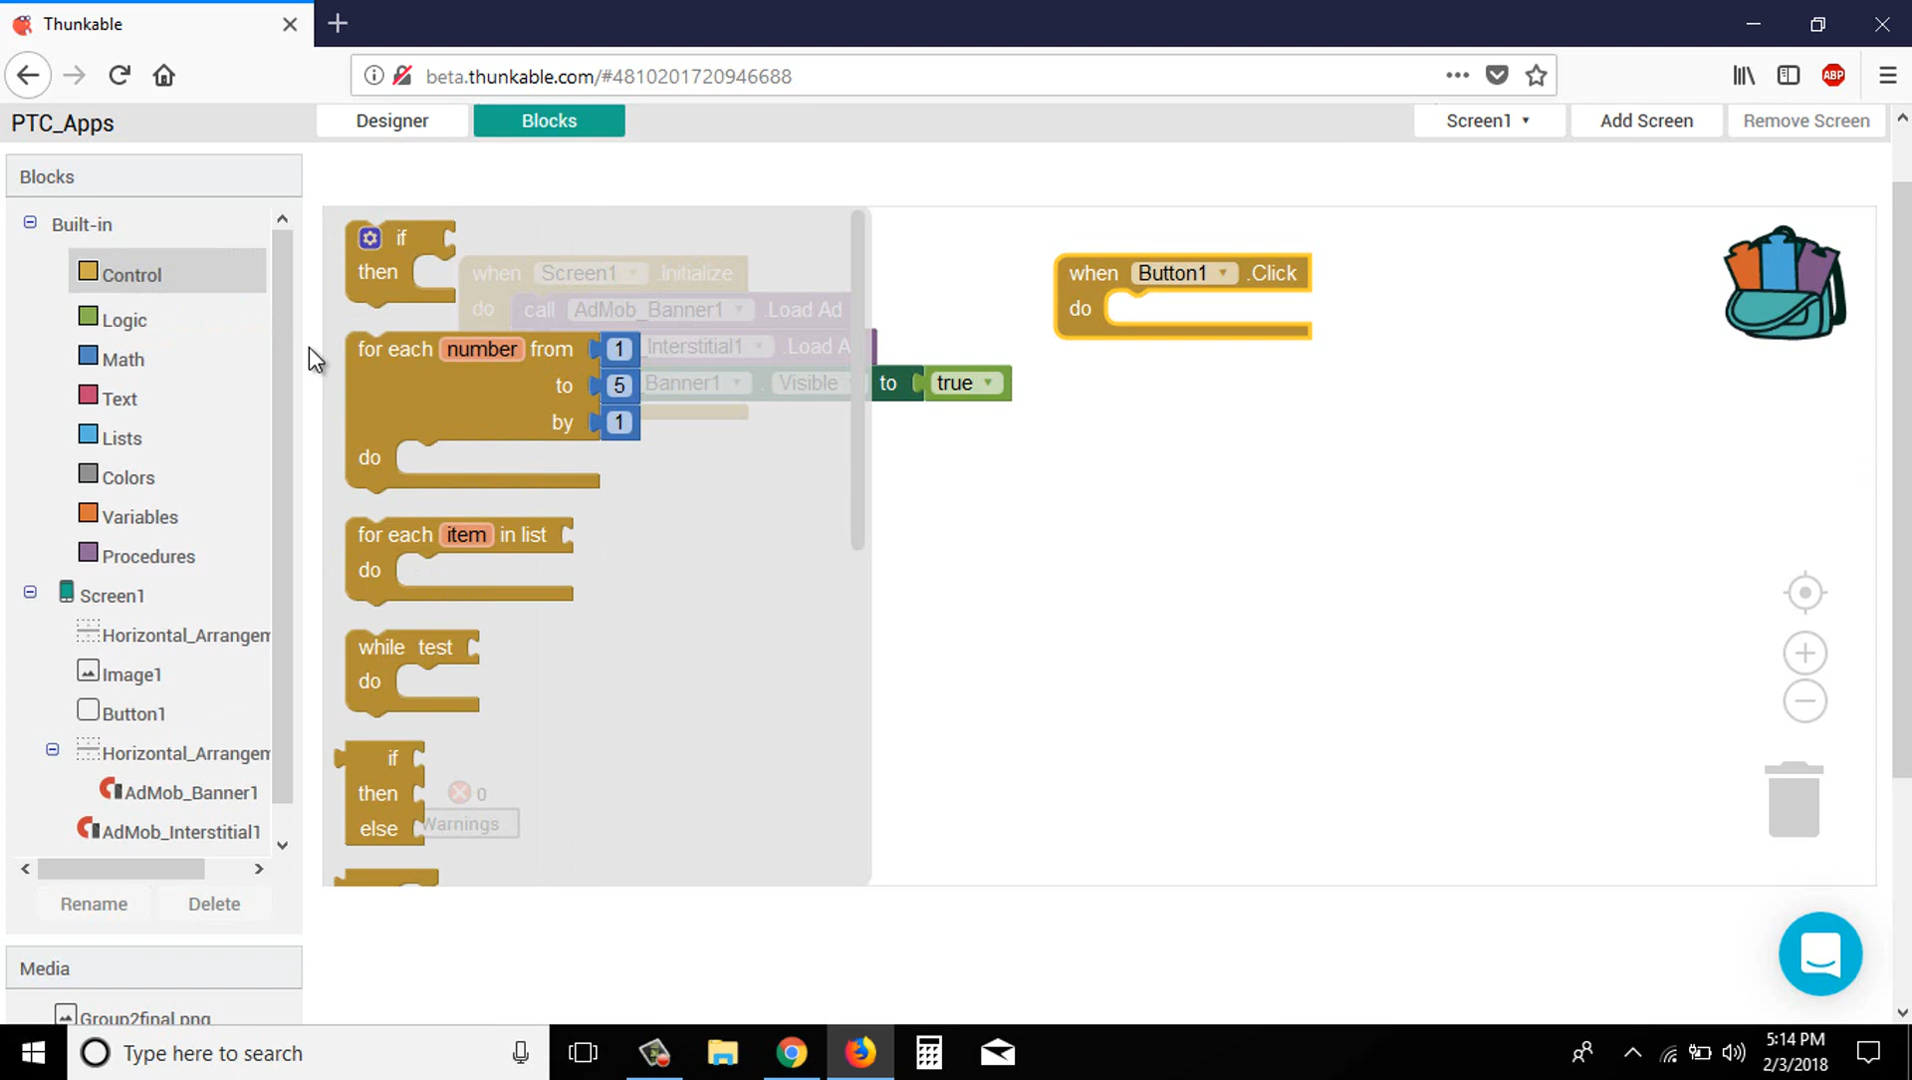 Thunkable
beta.thunkable.com/#4810201720946688
ABP
PTC_Apps
Designer
Blocks
Screen1
Add Screen
Remove Screen
Blocks
Built-in
Control
Logic
Math
Text
Lists
Colors
Variables
Procedures
Screen1
Horizontal_Arrangem
Image1
Button1
Horizontal_Arrangem
AdMob_Banner1
AdMob_Interstitial1
Rename
Delete
Media
Group2final.png
if
then
for each number from 1
to 5
by 1
do
for each item in list
do
while test
do
if
then
else
when Screen1 .Initialize
do call AdMob_Banner1 .Load Ad
_Interstitial1 .Load A
Banner1 . Visible to true
when Button1 .Click
do
0
Warnings
Type here to search
5:14 PM
2/3/2018